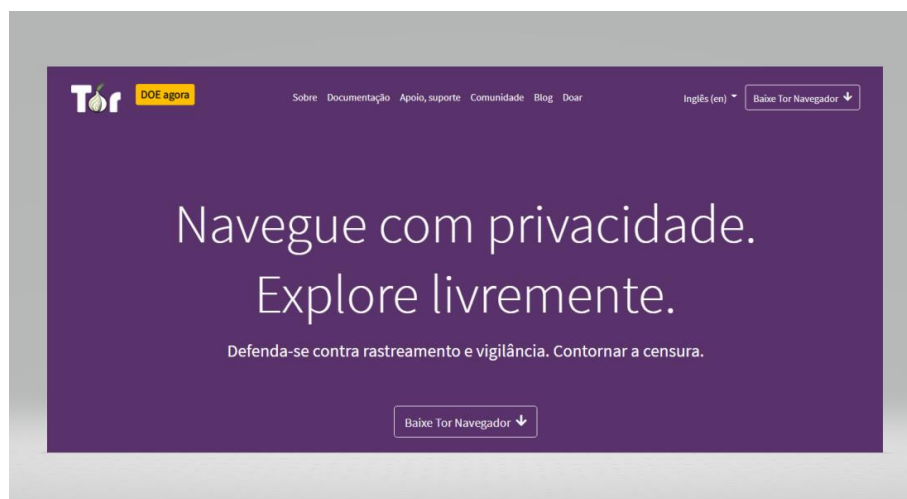 Tor
DOE agora
Sobre Documentação Apoio, suporte Comunidade Blog Doar
Inglês (en)
Baixe Tor Navegador
Navegue com privacidade.
Explore livremente.
Defenda-se contra rastreamento e vigilância. Contornar a censura.
Baixe Tor Navegador